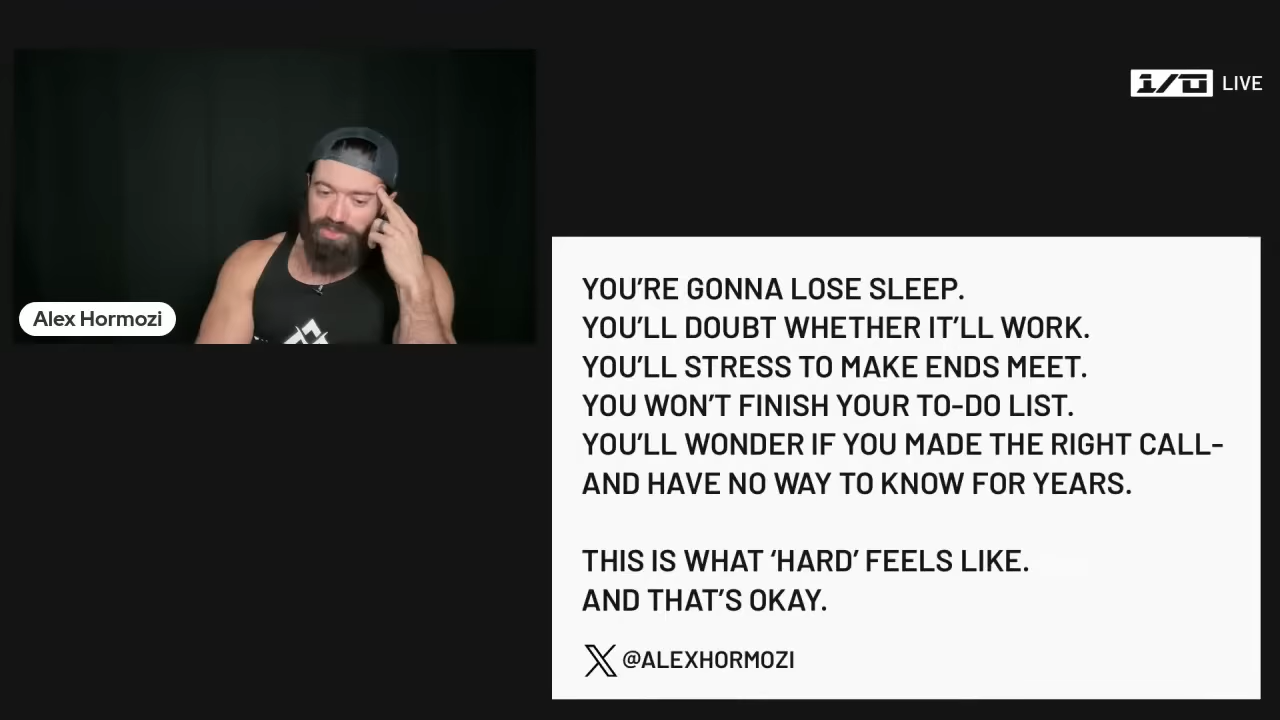 1/0 LIVE
Alex Hormozi
YOU'RE GONNA LOSE SLEEP.
YOU'LL DOUBT WHETHER IT'LL WORK.
YOU'LL STRESS TO MAKE ENDS MEET.
YOU WON'T FINISH YOUR TO-DO LIST.
YOU'LL WONDER IF YOU MADE THE RIGHT CALL-
AND HAVE NO WAY TO KNOW FOR YEARS.
THIS IS WHAT ‘HARD’ FEELS LIKE.
AND THAT'S OKAY.
X @ALEXHORMOZI